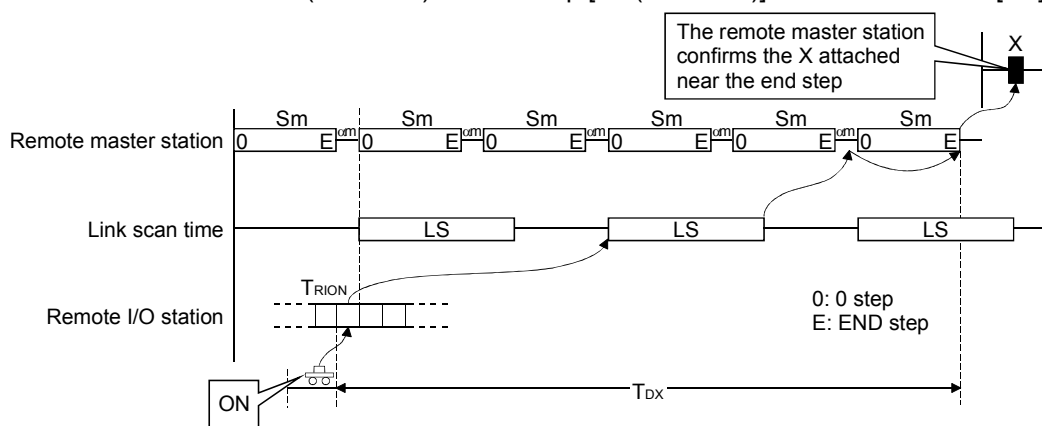 The remote master station
confirms the X attached
near the end step
X
Sm Sm Sm Sm Sm Sm
Remote master station 0 E αm 0 E αm 0 E αm 0 E αm 0 E αm 0 E
Link scan time LS LS LS
TRION
Remote I/O station
0: 0 step
E: END step
ON
TDX